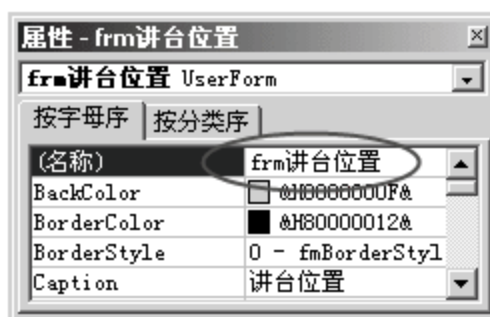 属性 - frm讲台位置
frm讲台位置 UserForm
按字母序 按分类序
(名称) frm讲台位置
BackColor &H8000000F&
BorderColor &H80000012&
BorderStyle 0 - fmBorderStyl
Caption 讲台位置